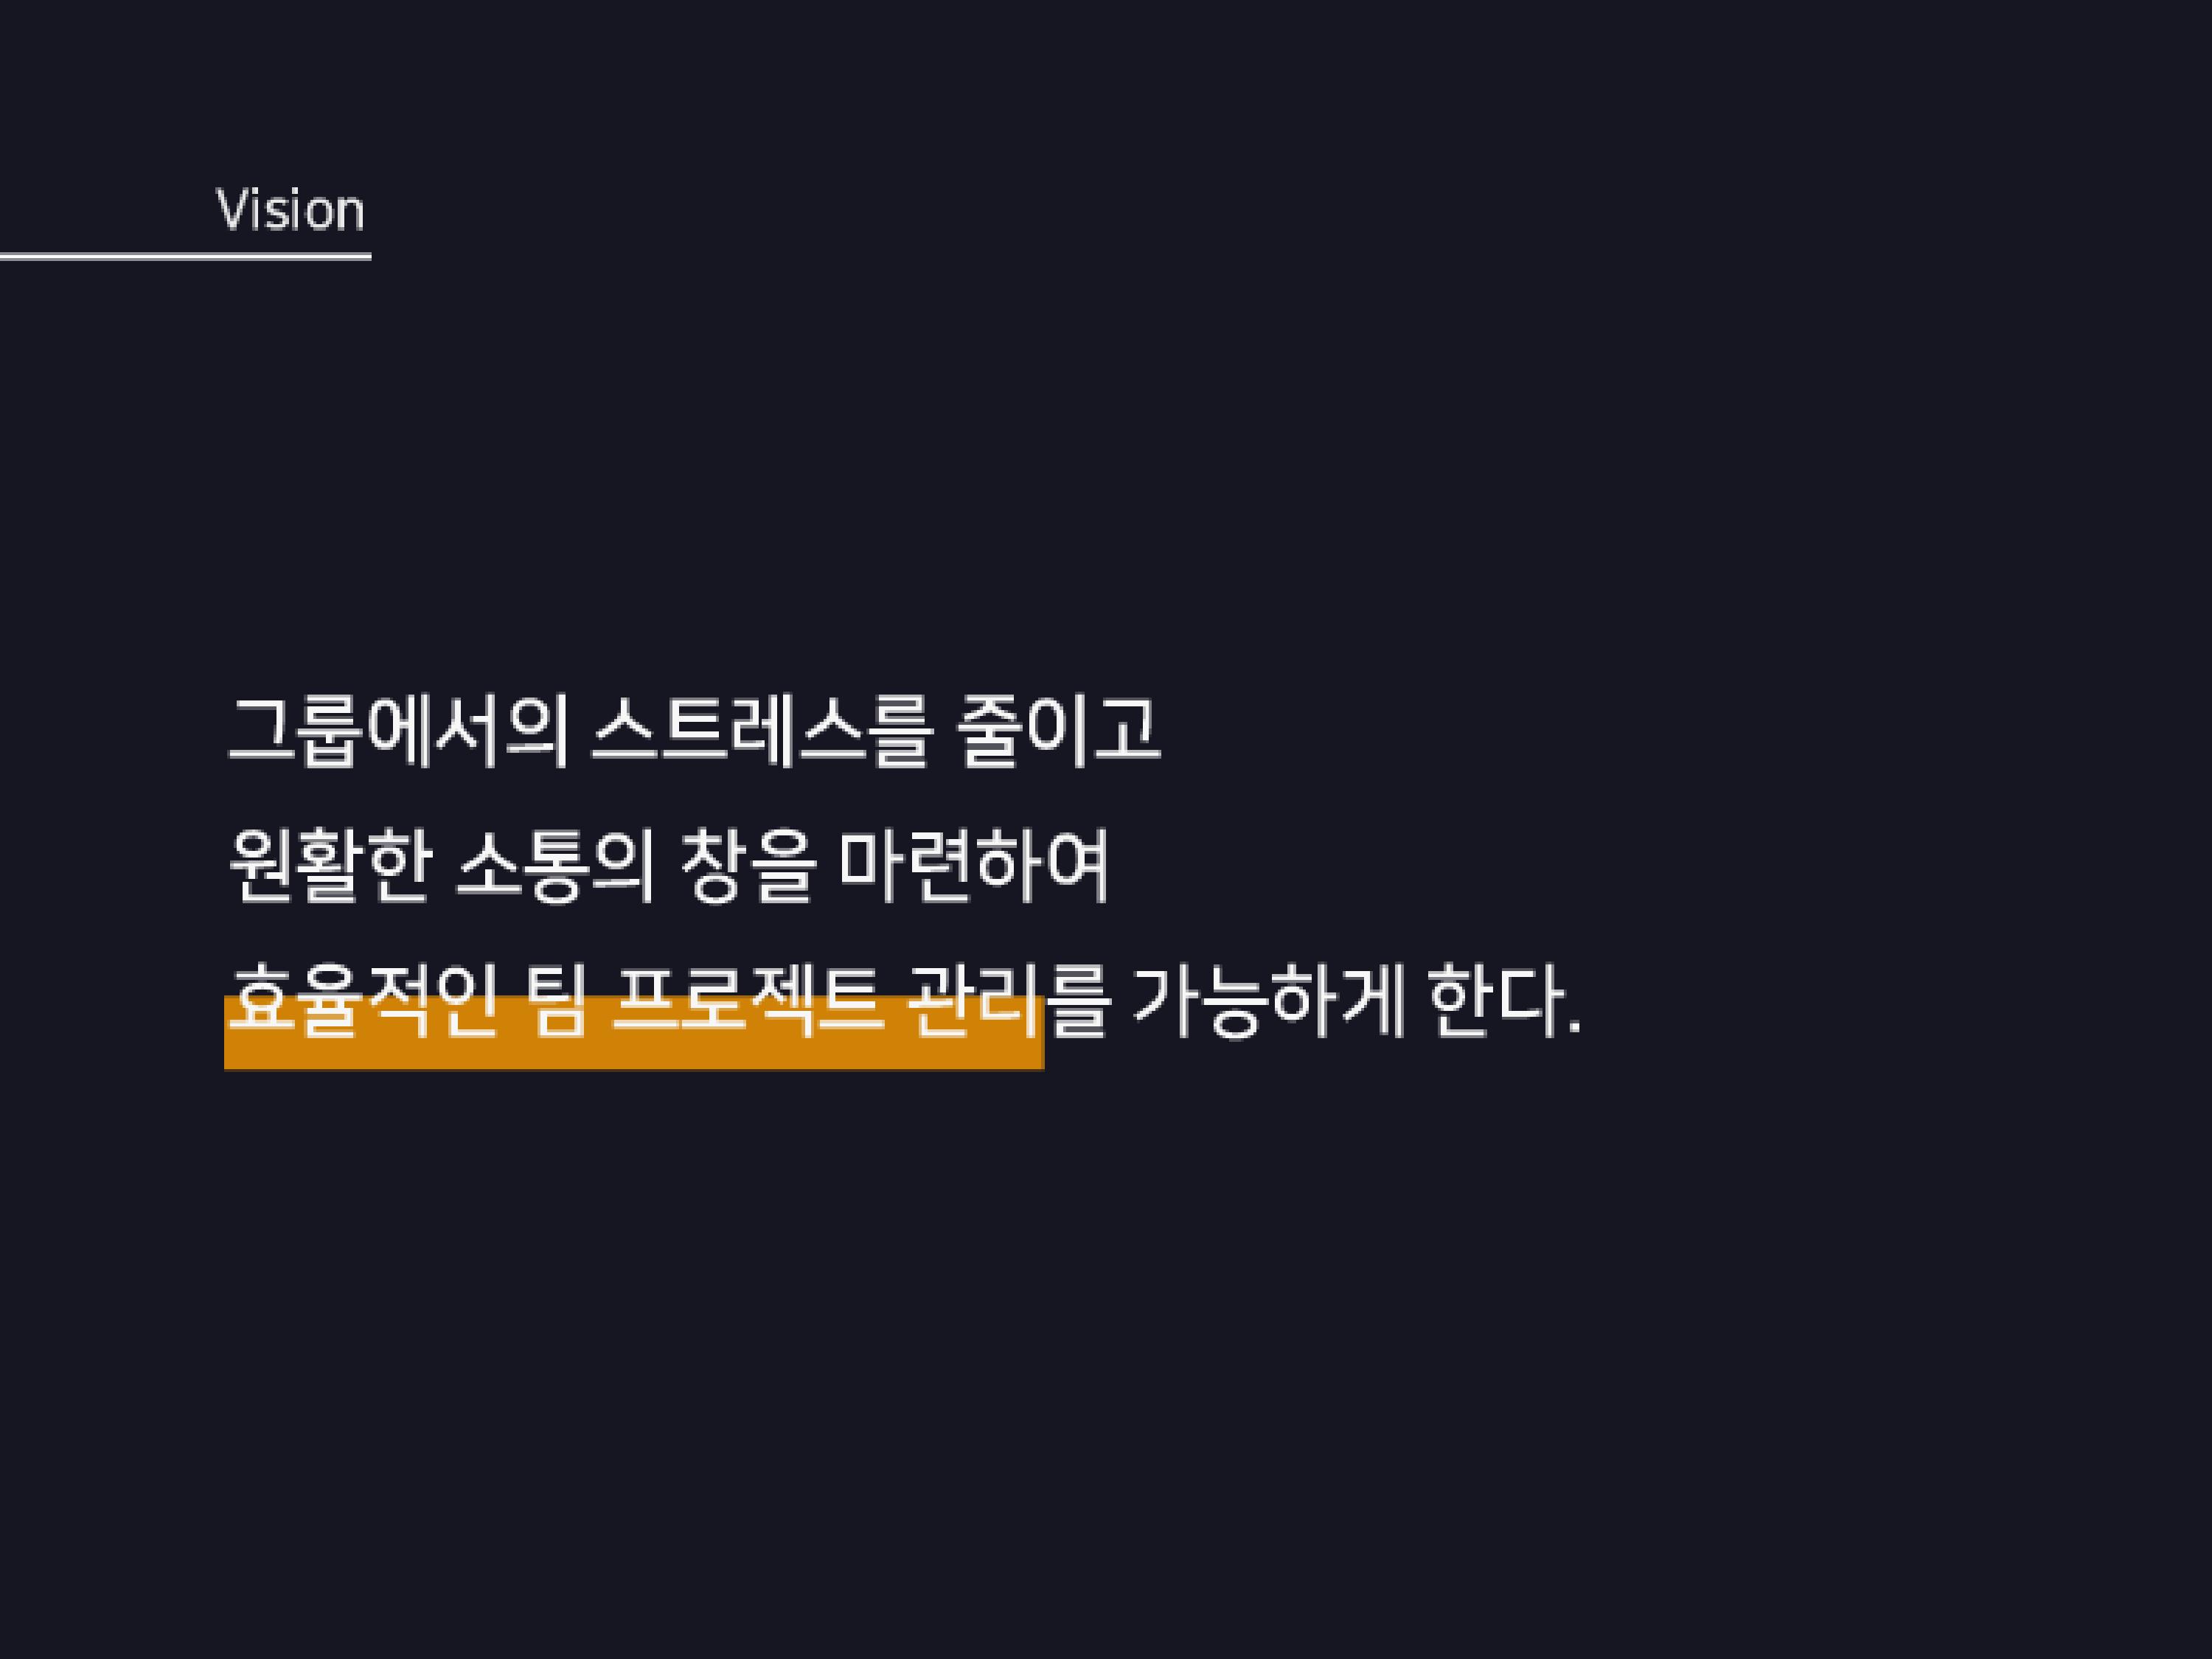 Vision
그룹에서의 스트레스를 줄이고
원활한 소통의 창을 마련하여
효율적인 팀 프로젝트 관리를 가능하게 한다.